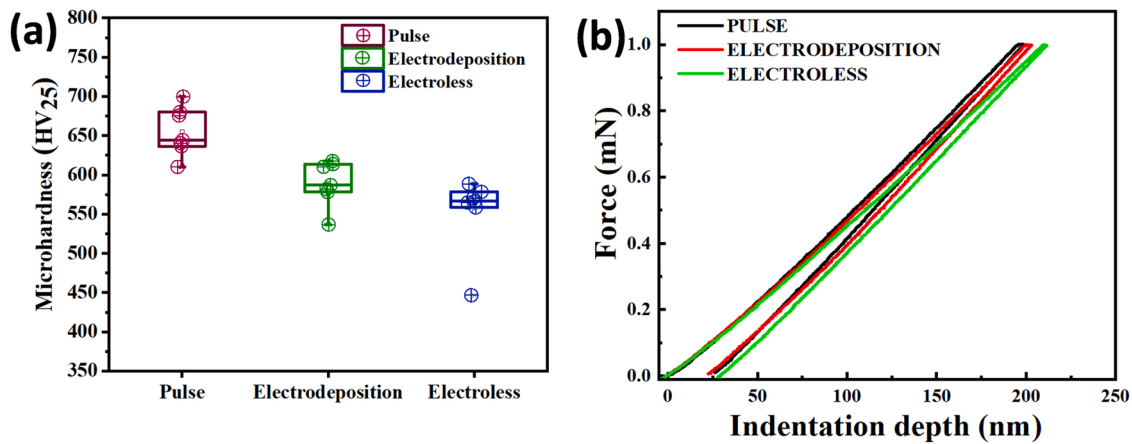 (a)
Microhardness (HV25)
800
750
700
650
600
550
500
450
400
350
Pulse
Electrodeposition
Electroless
Pulse
Electrodeposition
Electroless
(b)
Force (mN)
1.0
0.8
0.6
0.4
0.2
0.0
PULSE
ELECTRODEPOSITION
ELECTROLESS
0
50
100
150
200
250
Indentation depth (nm)